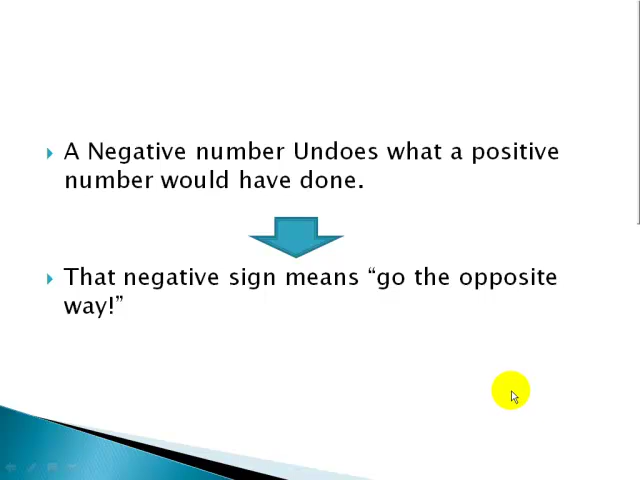 A Negative number Undoes what a positive
number would have done.
That negative sign means “go the opposite
way!”